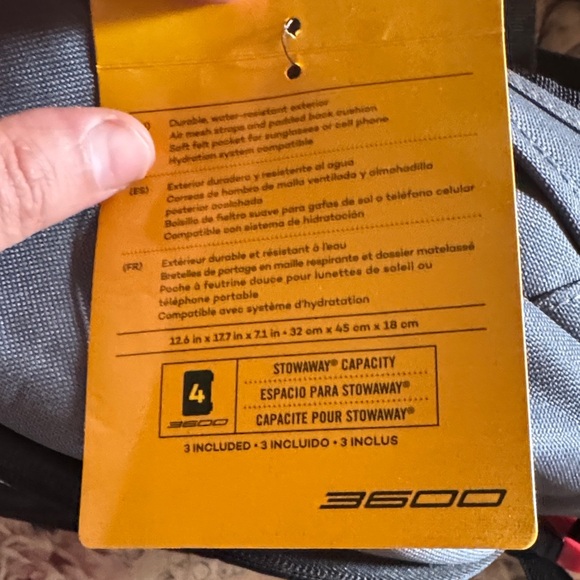 Durable, water-resistant exterior
Air mesh straps and padded back cushion
Soft felt pocket for sunglasses or cell phone
Hydration system compatible
(ES) Exterior duradero y resistente al agua
Correas de hombro de malla ventilada y almohadilla
posterior acolchada
Bolsillo de fieltro suave para gafas de sol o teléfono celular
Compatible con sistema de hidratación
(FR) Extérieur durable et résistant à l'eau
Bretelles de portage en maille respirante et dossier matelassé
Poche à feutrine douce pour lunettes de soleil ou
téléphone portable
Compatible avec système d'hydratation
12.6 in x 17.7 in x 7.1 in • 32 cm x 45 cm x 18 cm
4
3600
STOWAWAY® CAPACITY
ESPACIO PARA STOWAWAY®
CAPACITE POUR STOWAWAY®
3 INCLUDED • 3 INCLUIDO • 3 INCLUS
3600